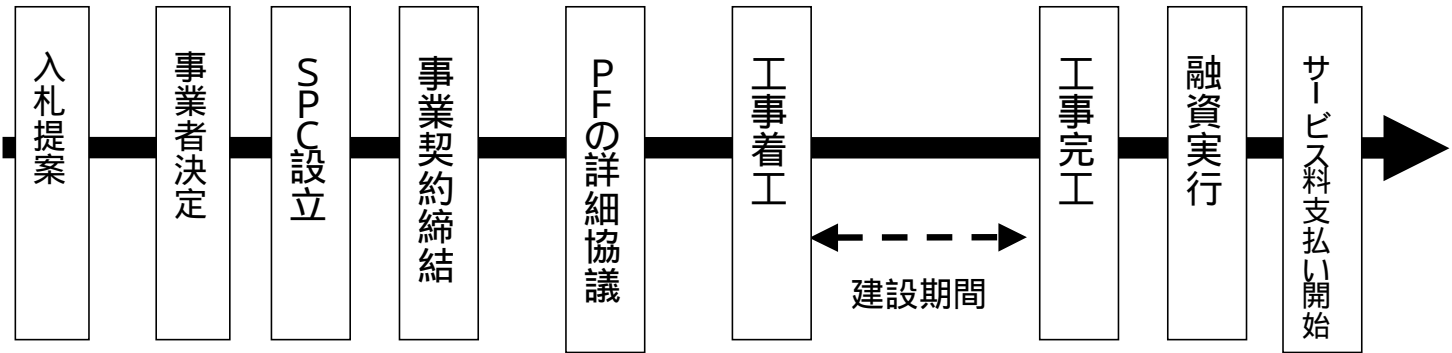 入札提案
事業者決定
SPC設立
事業契約締結
PFの詳細協議
工事着工
建設期間
工事完工
融資実行
サービス料支払い開始